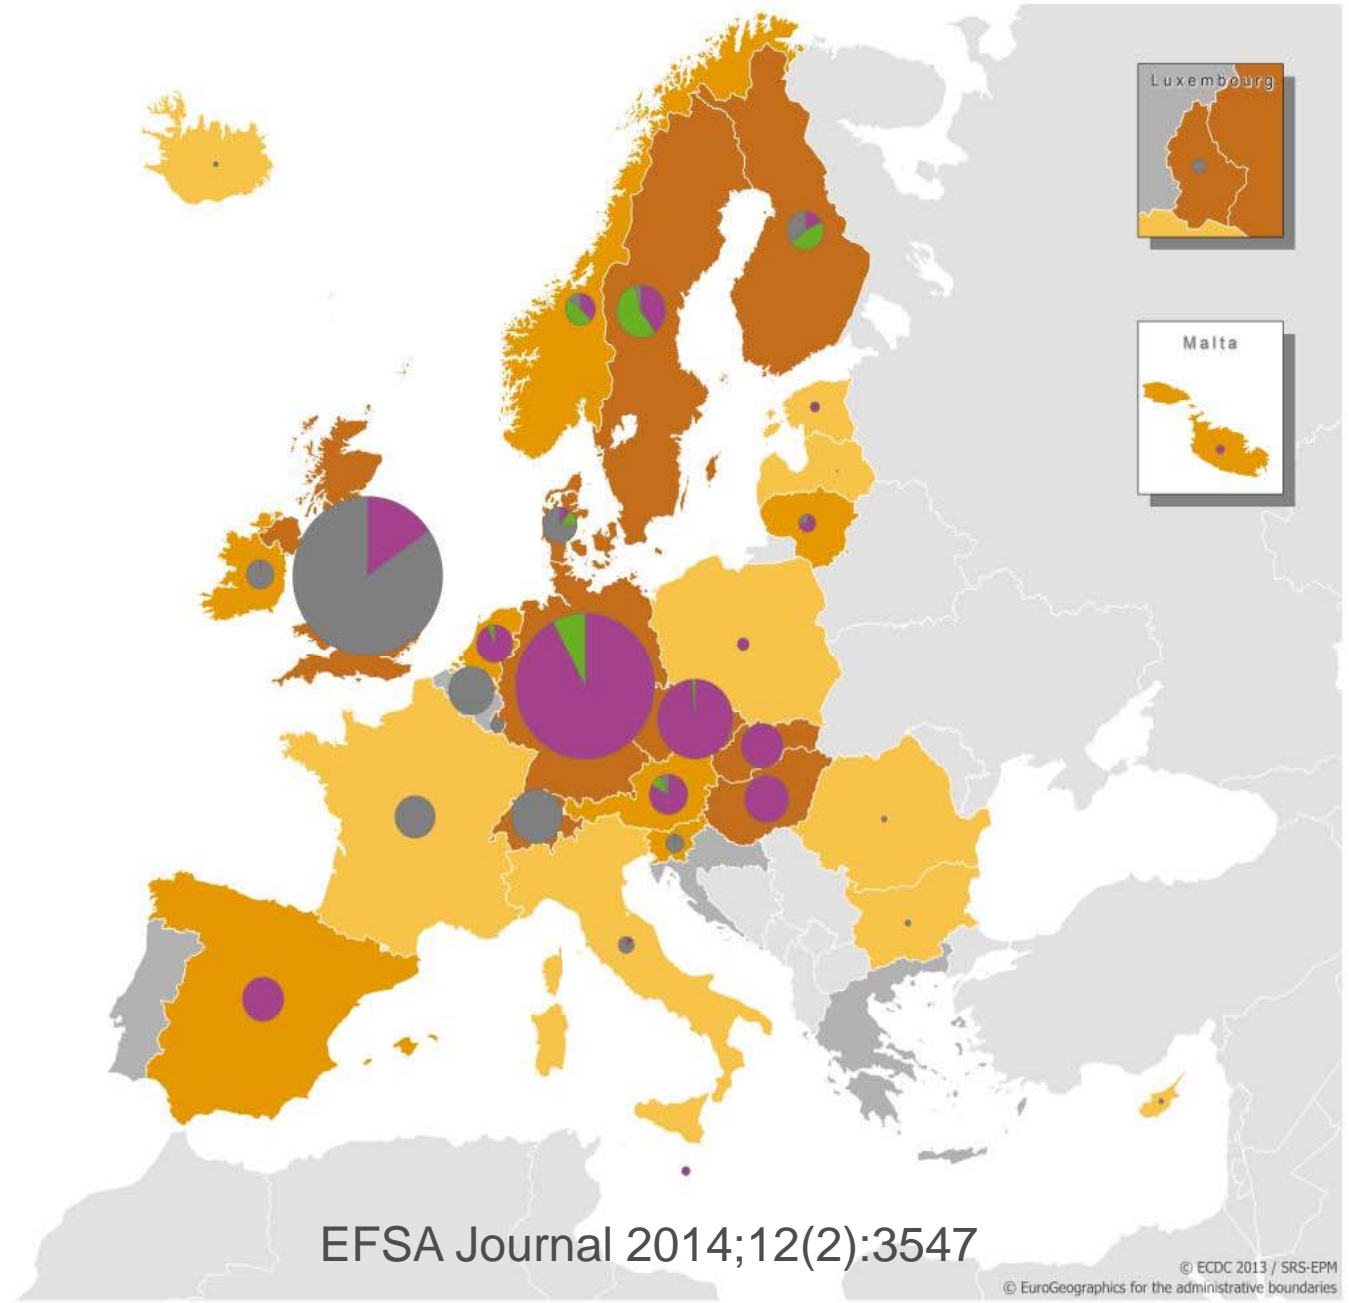 Luxembourg
Malta
EFSA Journal 2014;12(2):3547
© ECDC 2013 / SRS-EPM
© EuroGeographics for the administrative boundaries